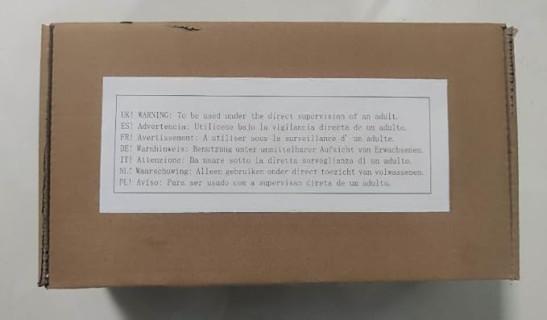 UK! WARNING: To be used under the direct supervision of an adult.
ES! Advertencia: Utilicese bajo la vigilancia directa de un adulto.
FR! Avertissement: A utiliser sous la surveillance d' un adulte.
DE! Warnhinweis: Benutzung unter unmittelbarer Aufsicht von Erwachsenen.
IT! Attenzione: Da usare sotto la diretta sorveglianza di un adulto.
NL! Waarschuwing: Alleen gebruiken onder direct toezicht van volwassenen.
PL! Aviso: Para ser usado com a supervisao direta de um adulto.